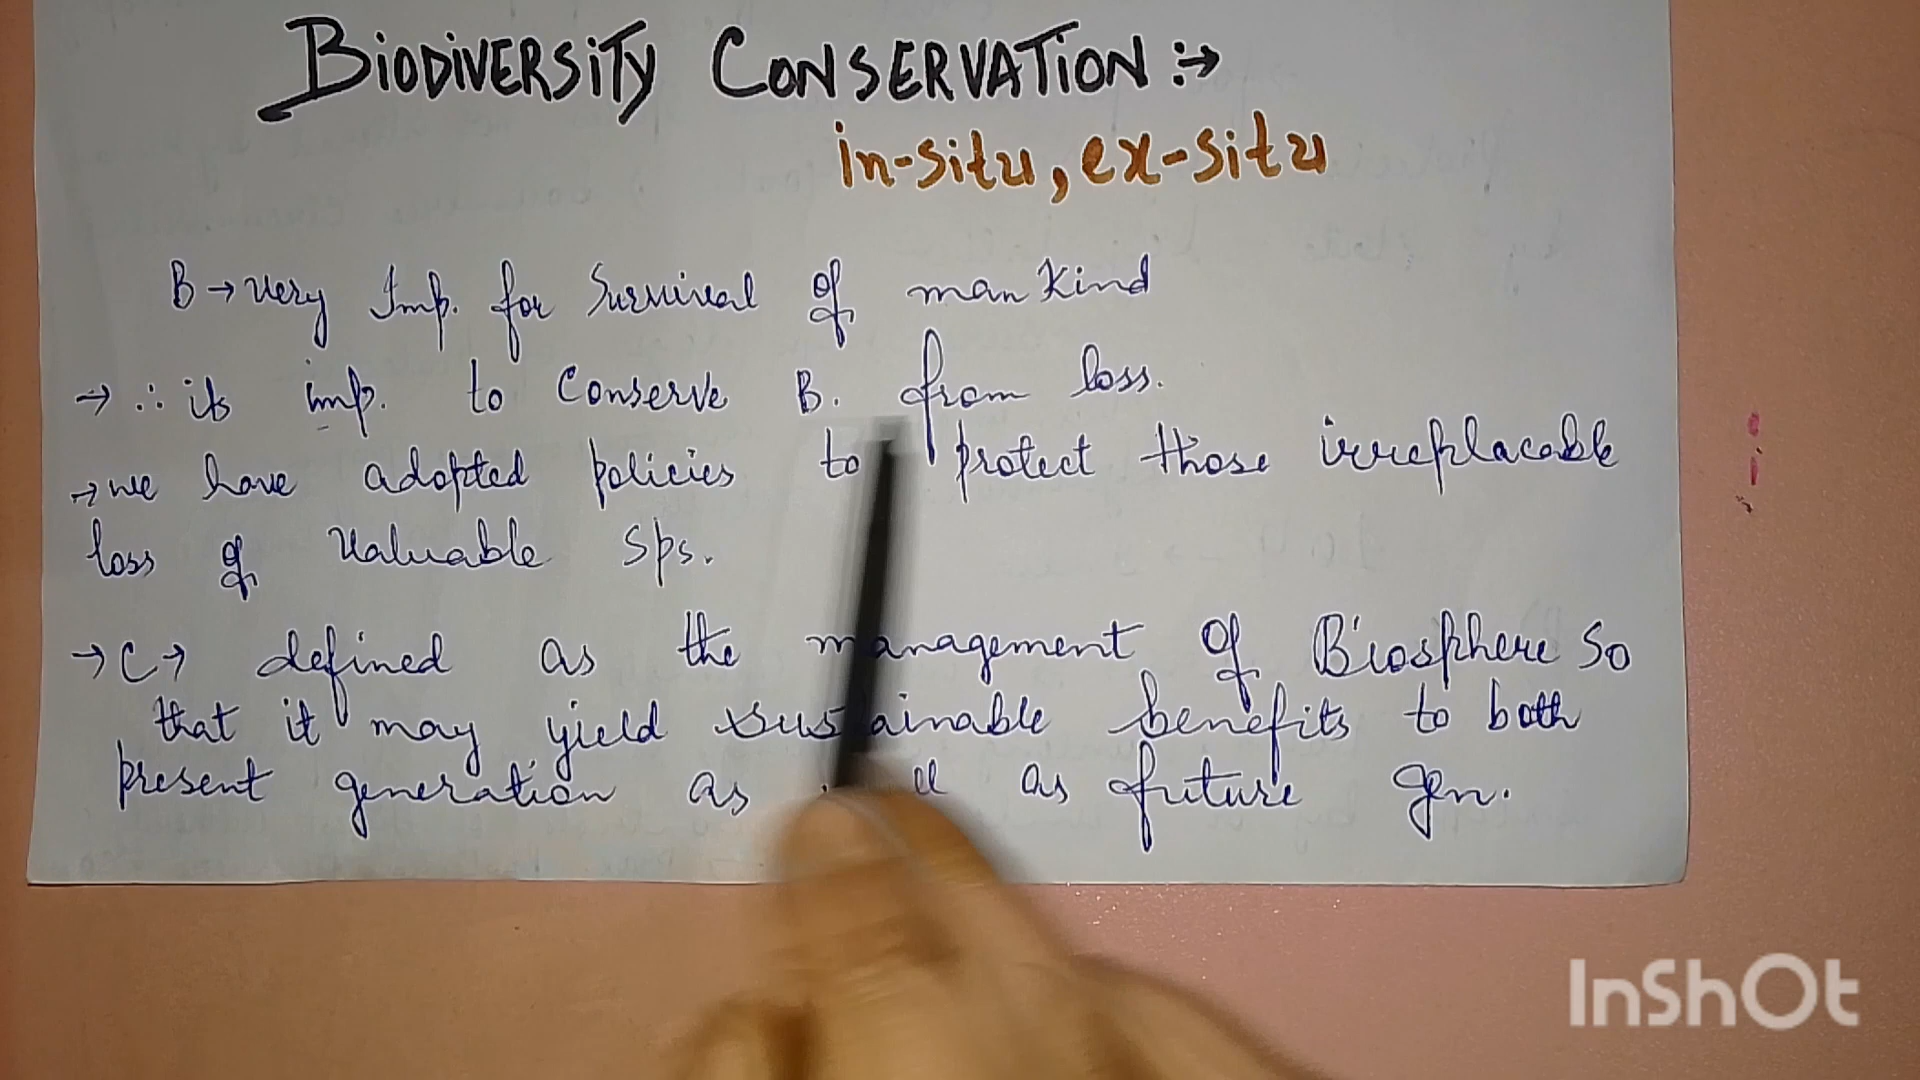 BIODIVERSITY CONSERVATION :→
in-situ, ex-situ
B → very Imp. for Survival of mankind
→ ∴ its imp. to Conserve B. from loss.
→ we have adopted policies to protect those irreplacable
loss of valuable sps.
→ C → defined as the management of Biosphere so
that it may yield sustainable benefits to both
present generation as as future gen.
InShOt